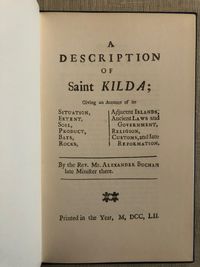 A
DESCRIPTION
OF
Saint KILDA;
Giving an Account of its
SITUATION,
EXTENT,
SOIL,
PRODUCT,
BAYS,
ROCKS,
Adjacent ISLANDS;
Ancient LAWS and
GOVERNMENT,
RELIGION,
CUSTOMS, and late
REFORMATION.
By the REV. MR. ALEXANDER BUCHAN
late Minister there.
Printed in the Year, M, DCC, LII.